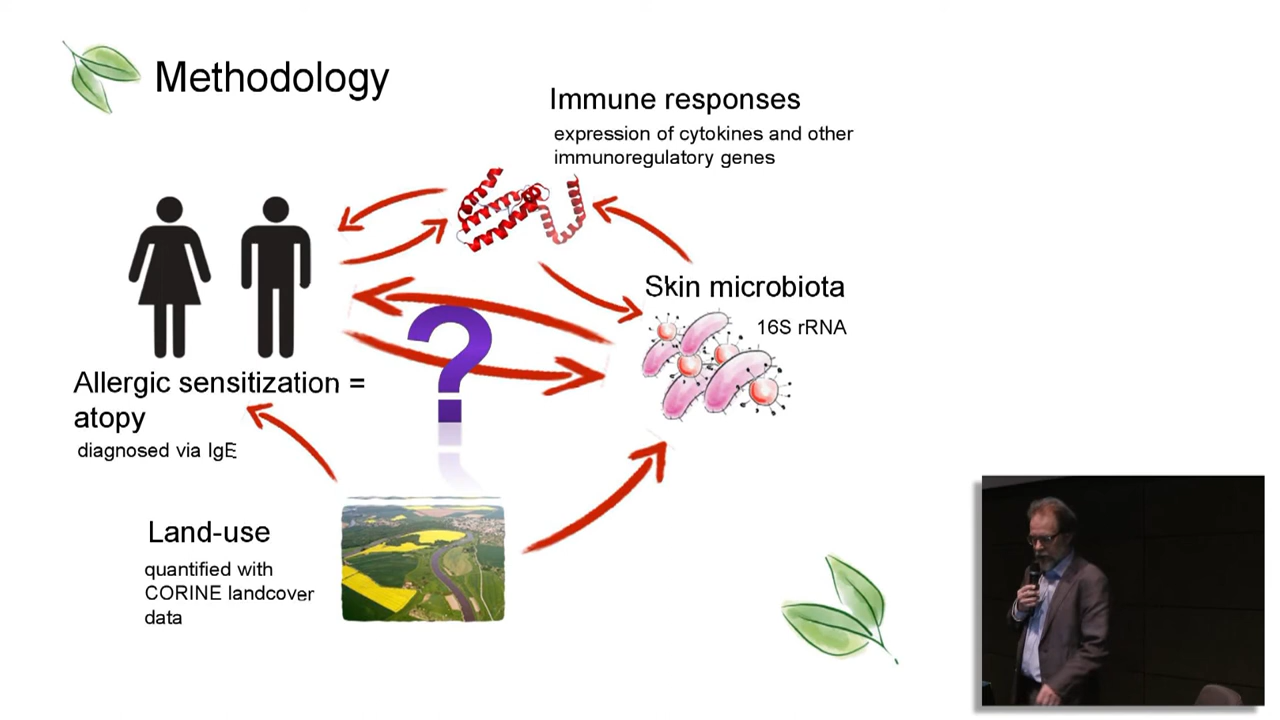 Methodology
Immune responses
expression of cytokines and other
immunoregulatory genes
Skin microbiota
16S rRNA
?
Allergic sensitization =
atopy
diagnosed via IgE
Land-use
quantified with
CORINE landcover
data